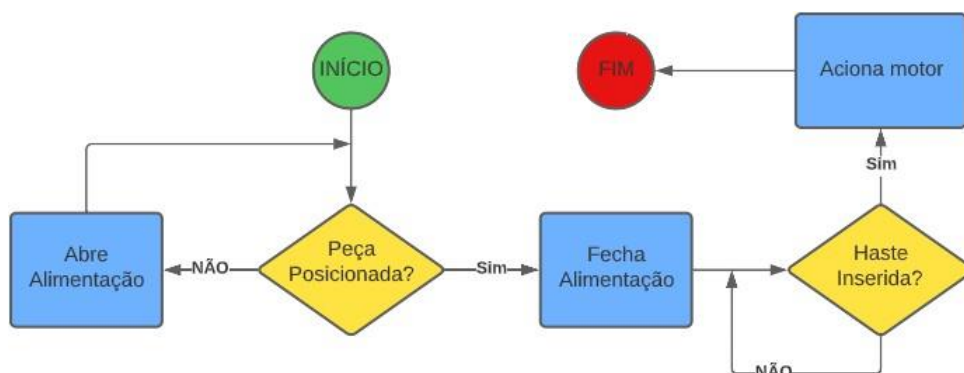 INÍCIO
FIM
Aciona motor
Sim
Abre
Alimentação
NÃO
Peça
Posicionada?
Sim
Fecha
Alimentação
Haste
Inserida?
NÃO